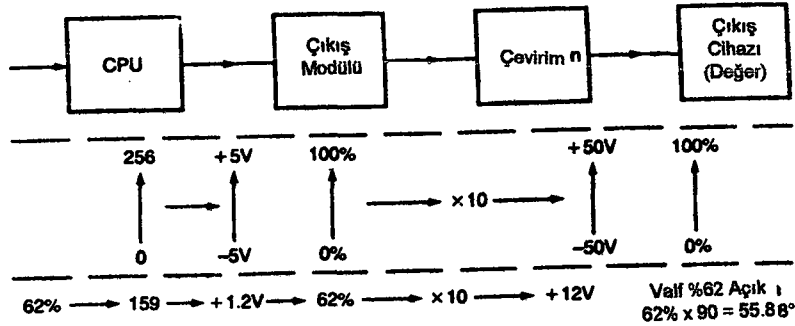 CPU
Çıkış
Modülü
Çevirim n
Çıkış
Cihazı
(Değer)
256 +5V 100% +50V 100%
×10
0 –5V 0% –50V 0%
62% 159 +1.2V 62% ×10 +12V Valf %62 Açık
62% x 90 = 55.88°